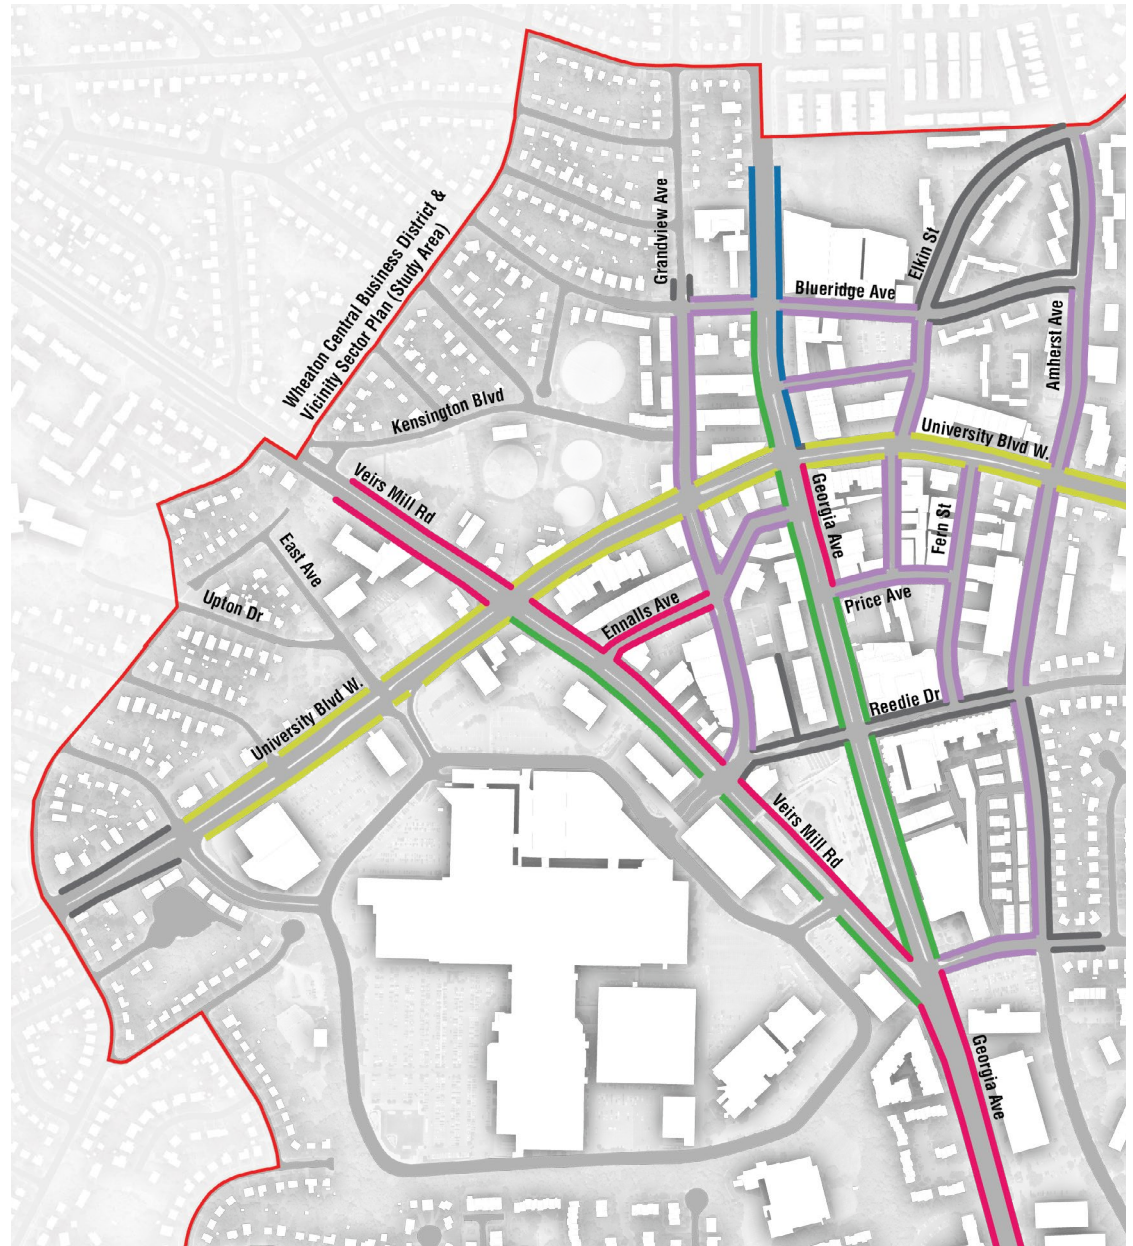 Wheaton Central Business District &
Vicinity Sector Plan (Study Area)
Grandview Ave
Elkin St
Blueridge Ave
Amherst Ave
Kensington Blvd
University Blvd W.
Veirs Mill Rd
Georgia Ave
Fern St
East Ave
Upton Dr
Ennalls Ave
Price Ave
University Blvd W.
Reedie Dr
Veirs Mill Rd
Georgia Ave